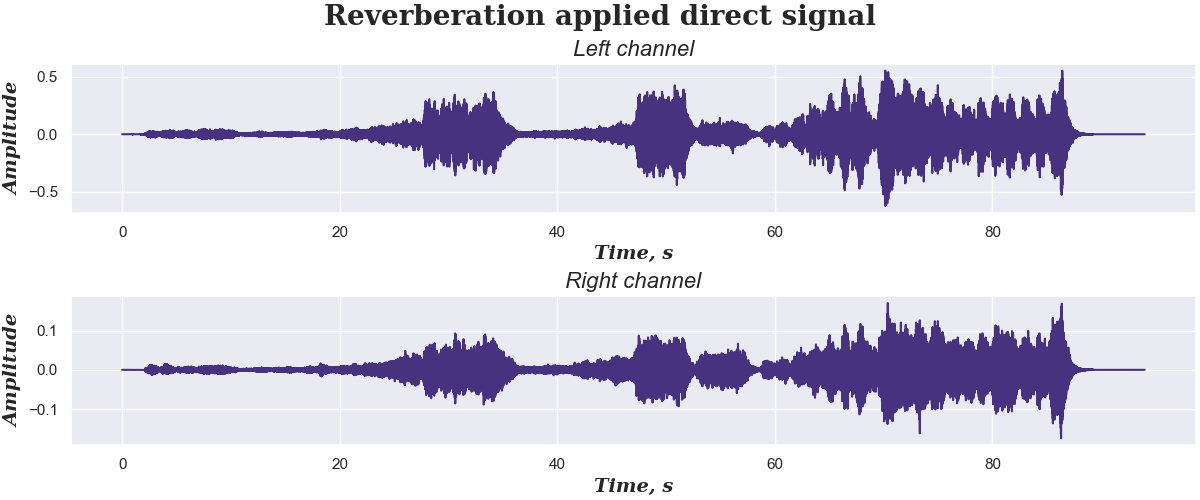 Reverberation applied direct signal
Left channel
Amplitude
0.5
0.0
−0.5
0 20 40 60 80
Time, s
Right channel
Amplitude
0.1
0.0
−0.1
0 20 40 60 80
Time, s